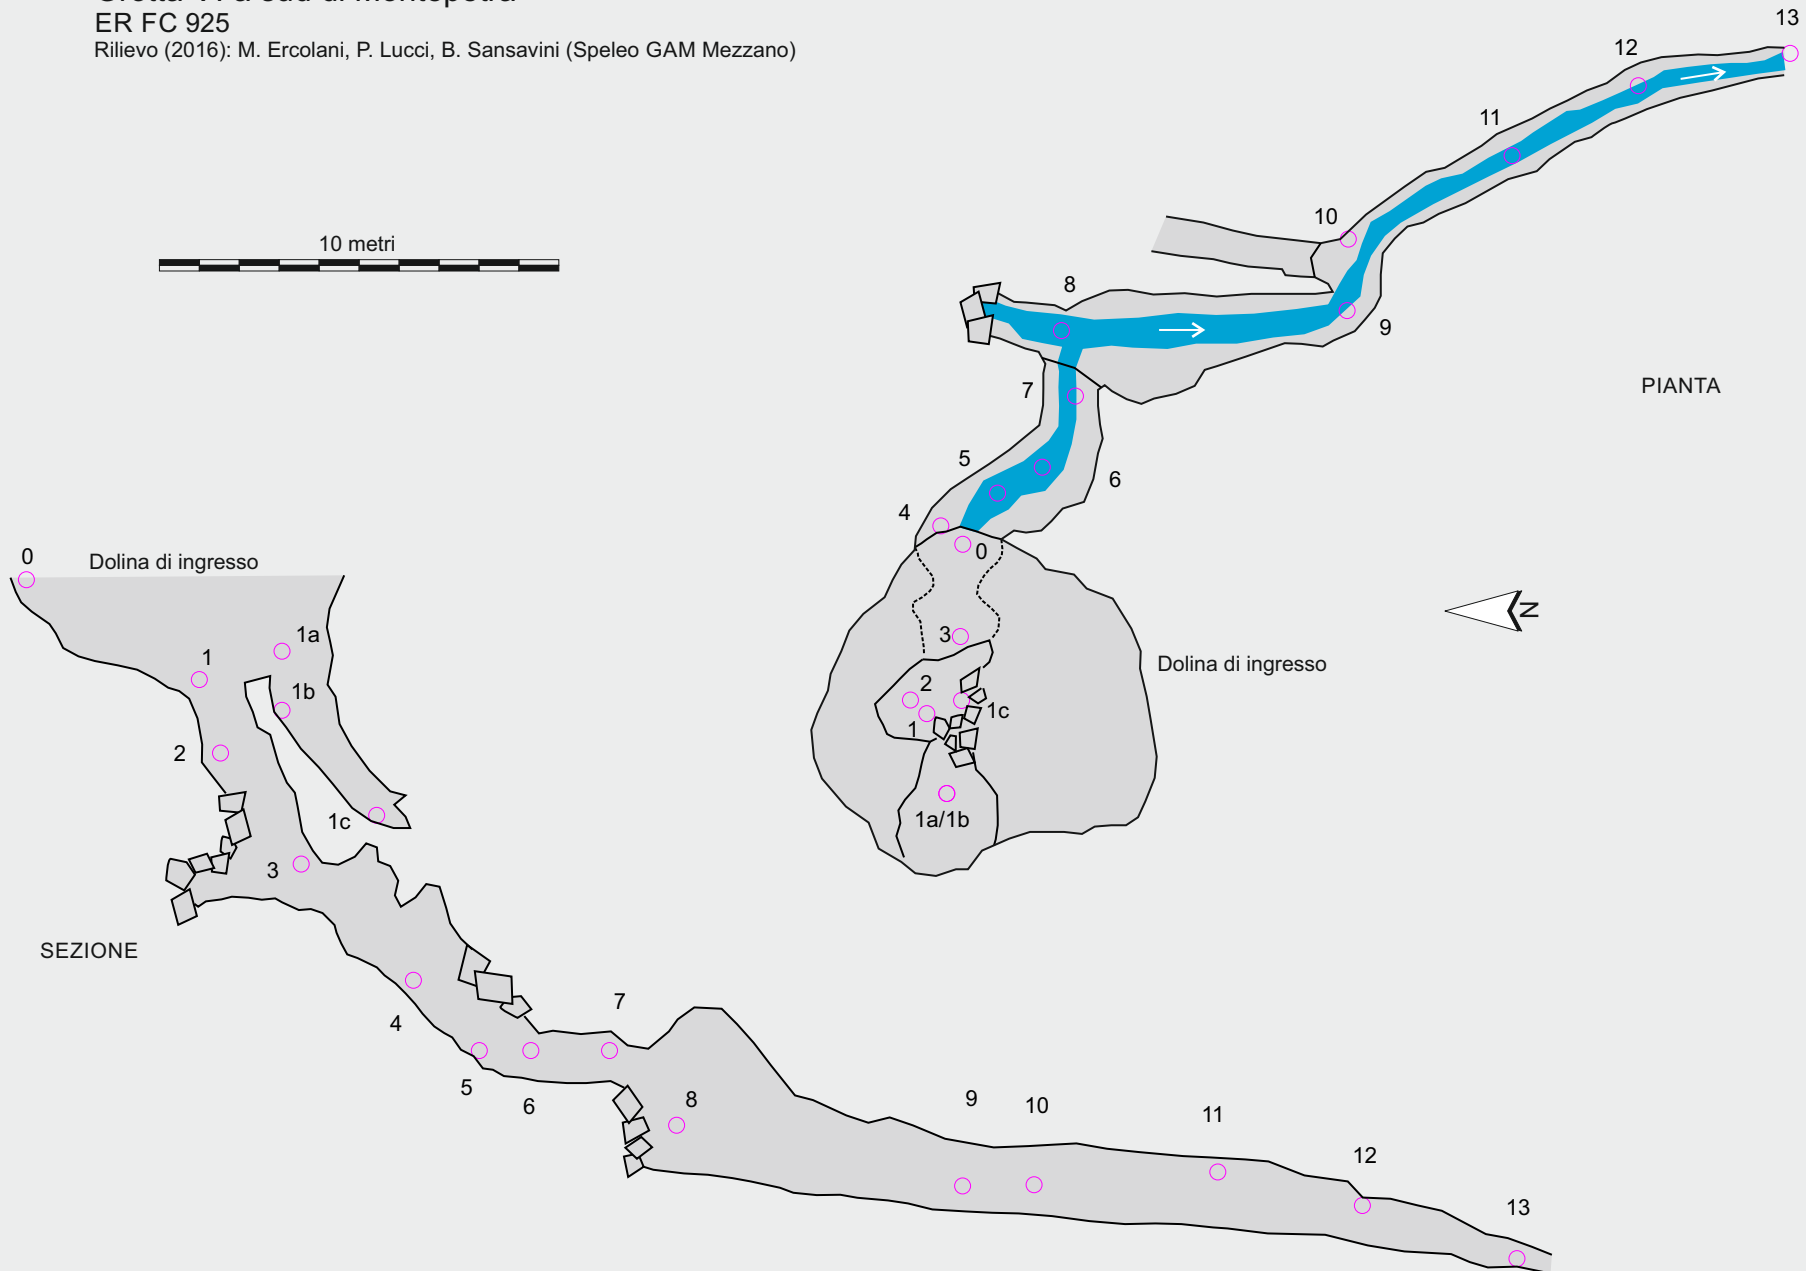 ER FC 925
Rilievo (2016): M. Ercolani, P. Lucci, B. Sansavini (Speleo GAM Mezzano)
10 metri
13
12
11
10
9
8
7
6
5
4
0
3
2
1
1c
1a/1b
Dolina di ingresso
PIANTA
N
0
Dolina di ingresso
1a
1
1b
2
1c
3
SEZIONE
4
5
6
7
8
9
10
11
12
13